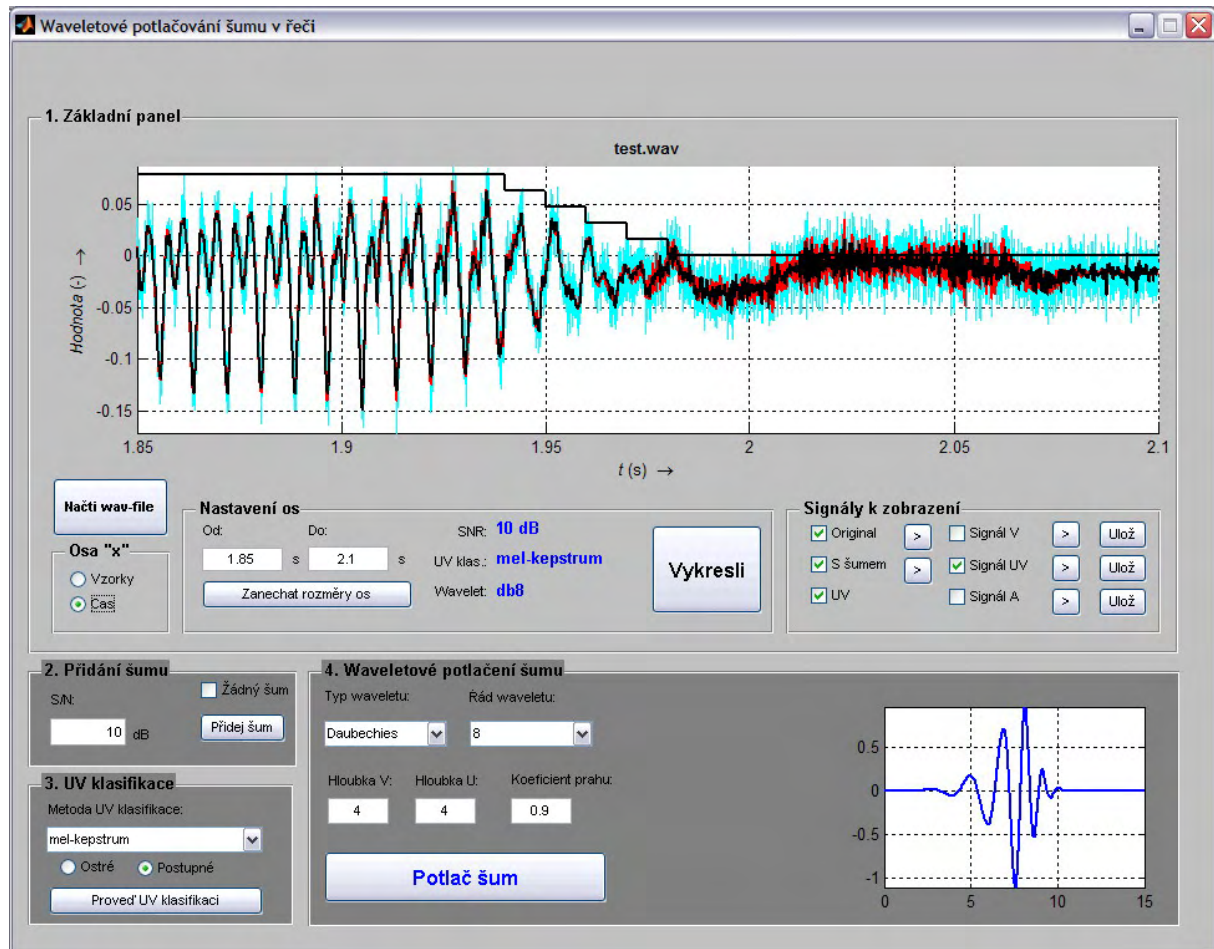 Waveletové potlačování šumu v řeči
1. Základní panel
test.wav
0.05
0
-0.05
-0.1
-0.15
Hodnota (-) →
1.85 1.9 1.95 2 2.05 2.1
t (s) →
Načti wav-file
Osa "x"
Vzorky
Čas
Nastavení os
Od: Do:
1.85 s 2.1 s
Zanechat rozměry os
SNR: 10 dB
UV klas.: mel-kepstrum
Wavelet: db8
Vykresli
Signály k zobrazení
Original > Signál V > Ulož
S šumem > Signál UV > Ulož
UV Signál A > Ulož
2. Přidání šumu
S/N:
10 dB
Žádný šum
Přidej šum
3. UV klasifikace
Metoda UV klasifikace:
mel-kepstrum
Ostré Postupné
Proveď UV klasifikaci
4. Waveletové potlačení šumu
Typ waveletu: Řád waveletu:
Daubechies 8
Hloubka V: Hloubka U: Koeficient prahu:
4 4 0.9
Potlač šum
0.5
0
-0.5
-1
0 5 10 15